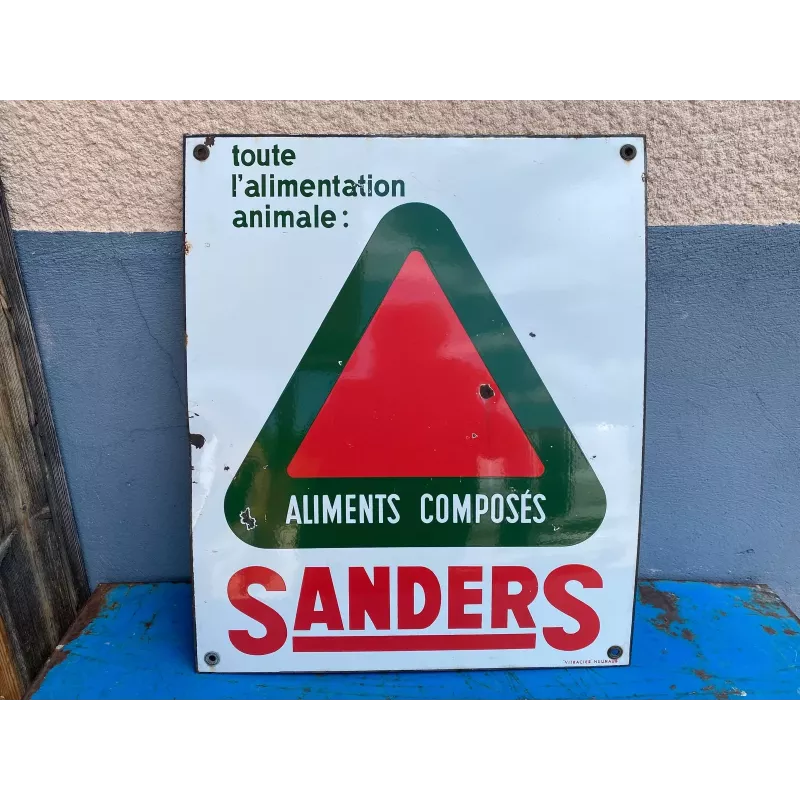 toute
l'alimentation
animale:
ALIMENTS COMPOSÉS
SANDERS